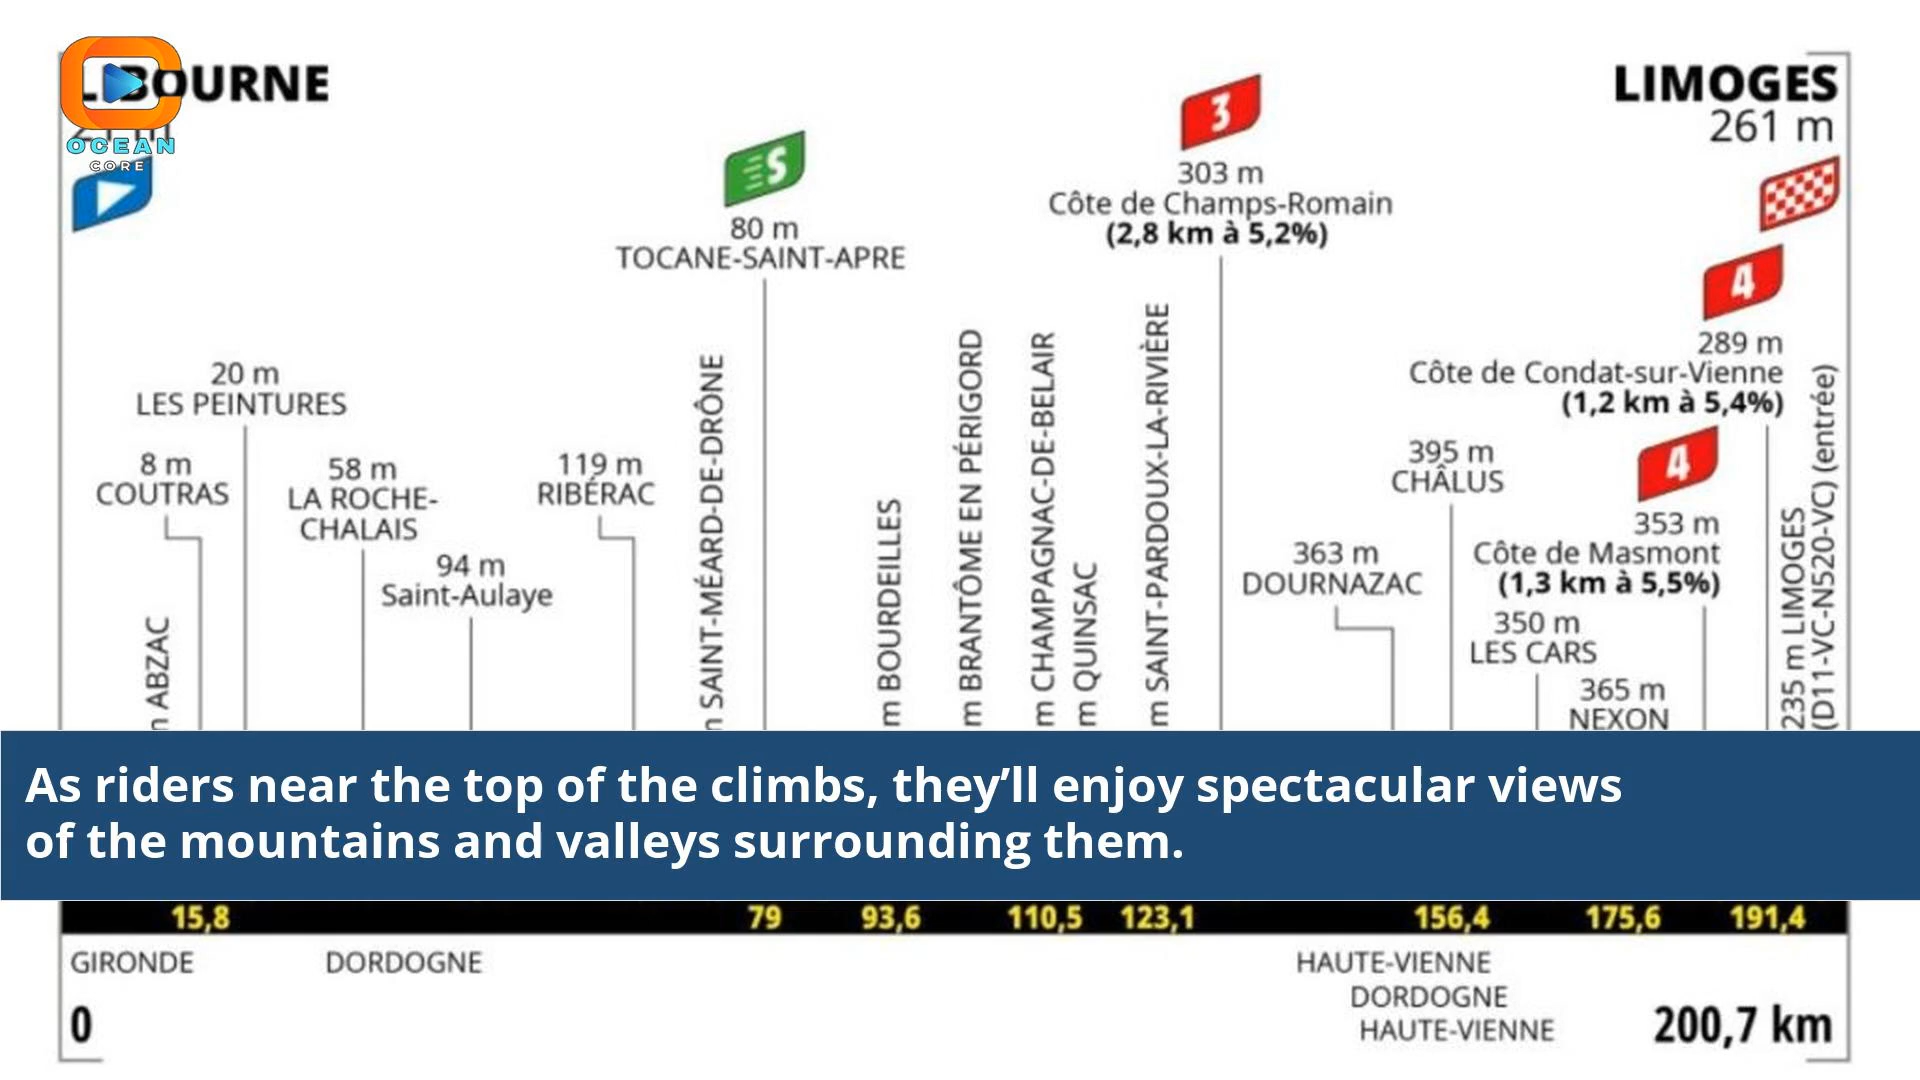 LIBOURNE
LIMOGES
261 m
OCEAN
CORE
3
303 m
Côte de Champs-Romain
(2,8 km à 5,2%)
S
80 m
TOCANE-SAINT-APRE
4
289 m
Côte de Condat-sur-Vienne
(1,2 km à 5,4%)
20 m
LES PEINTURES
8 m
COUTRAS
58 m
LA ROCHE-
CHALAIS
119 m
RIBÉRAC
94 m
Saint-Aulaye
m ABZAC
m SAINT-MÉARD-DE-DRÔNE
m BOURDEILLES
m BRANTÔME EN PÉRIGORD
m CHAMPAGNAC-DE-BELAIR
m QUINSAC
m SAINT-PARDOUX-LA-RIVIÈRE
363 m
DOURNAZAC
395 m
CHÂLUS
4
353 m
Côte de Masmont
(1,3 km à 5,5%)
350 m
LES CARS
365 m
NEXON
235 m LIMOGES
(D11-VC-N520-VC) (entrée)
As riders near the top of the climbs, they’ll enjoy spectacular views
of the mountains and valleys surrounding them.
15,8 79 93,6 110,5 123,1 156,4 175,6 191,4
GIRONDE DORDOGNE HAUTE-VIENNE
DORDOGNE
HAUTE-VIENNE
0 200,7 km